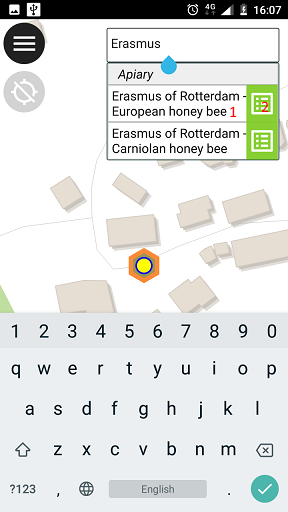 4G 16:07
Erasmus
Apiary
Erasmus of Rotterdam -
European honey bee 1 2
Erasmus of Rotterdam -
Carniolan honey bee
1 2 3 4 5 6 7 8 9 0
q w e r t y u i o p
a s d f g h j k l
z x c v b n m
?123 , English .